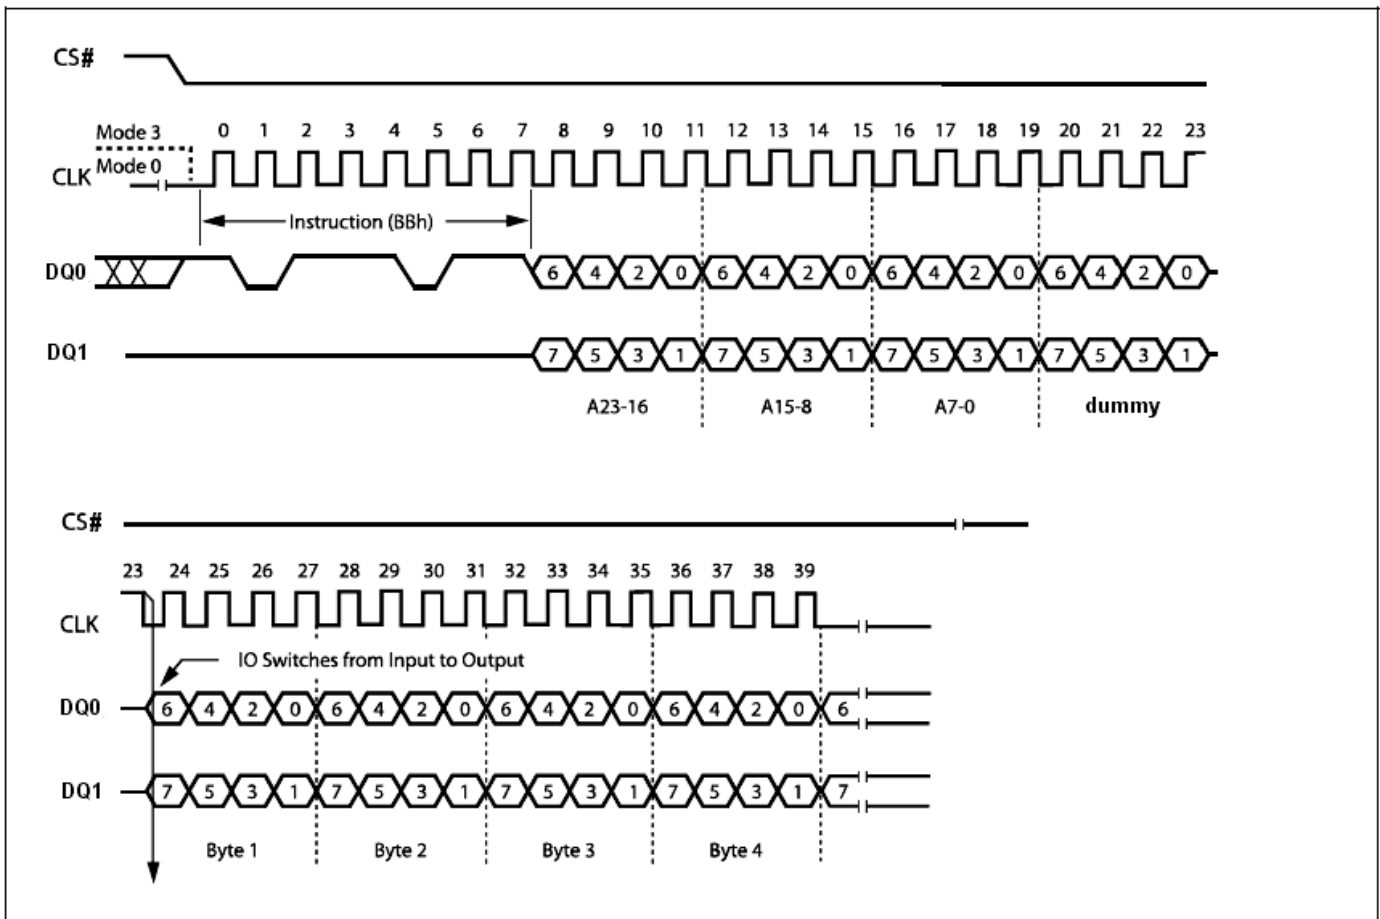 CS#
0 1 2 3 4 5 6 7 8 9 10 11 12 13 14 15 16 17 18 19 20 21 22 23
Mode 3
Mode 0
CLK
Instruction (BBh)
DQ0 6 4 2 0 6 4 2 0 6 4 2 0 6 4 2 0
DQ1 7 5 3 1 7 5 3 1 7 5 3 1 7 5 3 1
A23-16 A15-8 A7-0 dummy
CS#
23 24 25 26 27 28 29 30 31 32 33 34 35 36 37 38 39
CLK
IO Switches from Input to Output
DQ0 6 4 2 0 6 4 2 0 6 4 2 0 6 4 2 0 6
DQ1 7 5 3 1 7 5 3 1 7 5 3 1 7 5 3 1 7
Byte 1 Byte 2 Byte 3 Byte 4